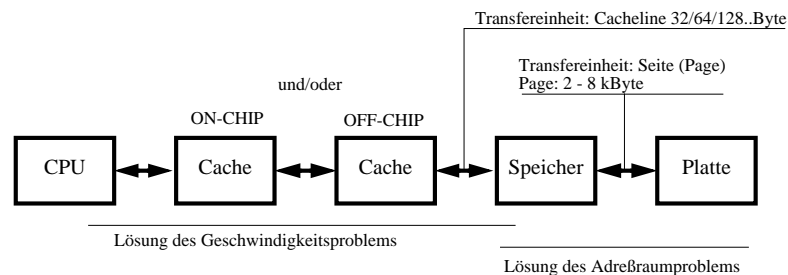 Transfereinheit: Cacheline 32/64/128..Byte
Transfereinheit: Seite (Page)
Page: 2 - 8 kByte
und/oder
ON-CHIP
OFF-CHIP
CPU
Cache
Cache
Speicher
Platte
Lösung des Geschwindigkeitsproblems
Lösung des Adreßraumproblems